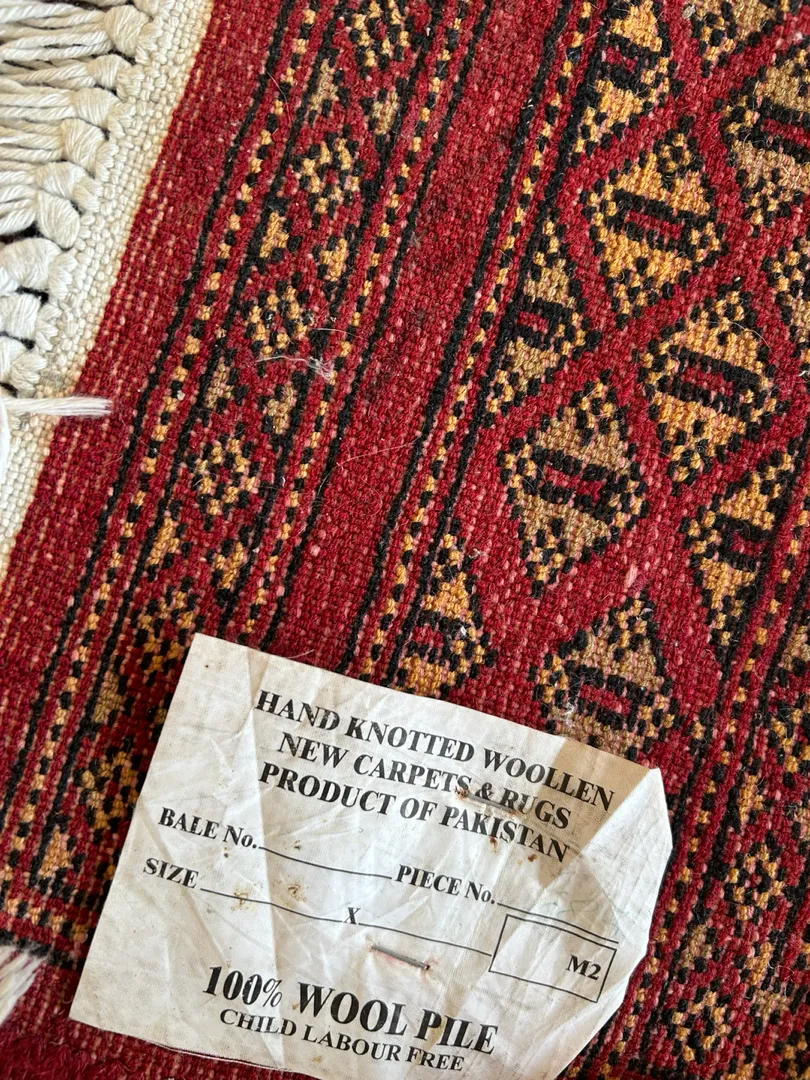 HAND KNOTTED WOOLLEN
NEW CARPETS & RUGS
PRODUCT OF PAKISTAN
BALE No. PIECE No.
SIZE X M2
100% WOOL PILE
CHILD LABOUR FREE